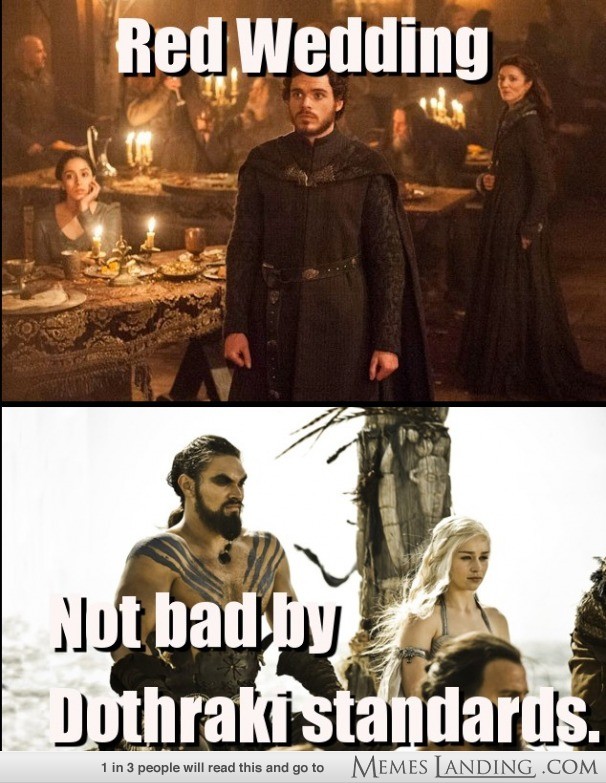 Red Wedding
Not bad by
Dothraki standards.
1 in 3 people will read this and go to MEMES LANDING .COM